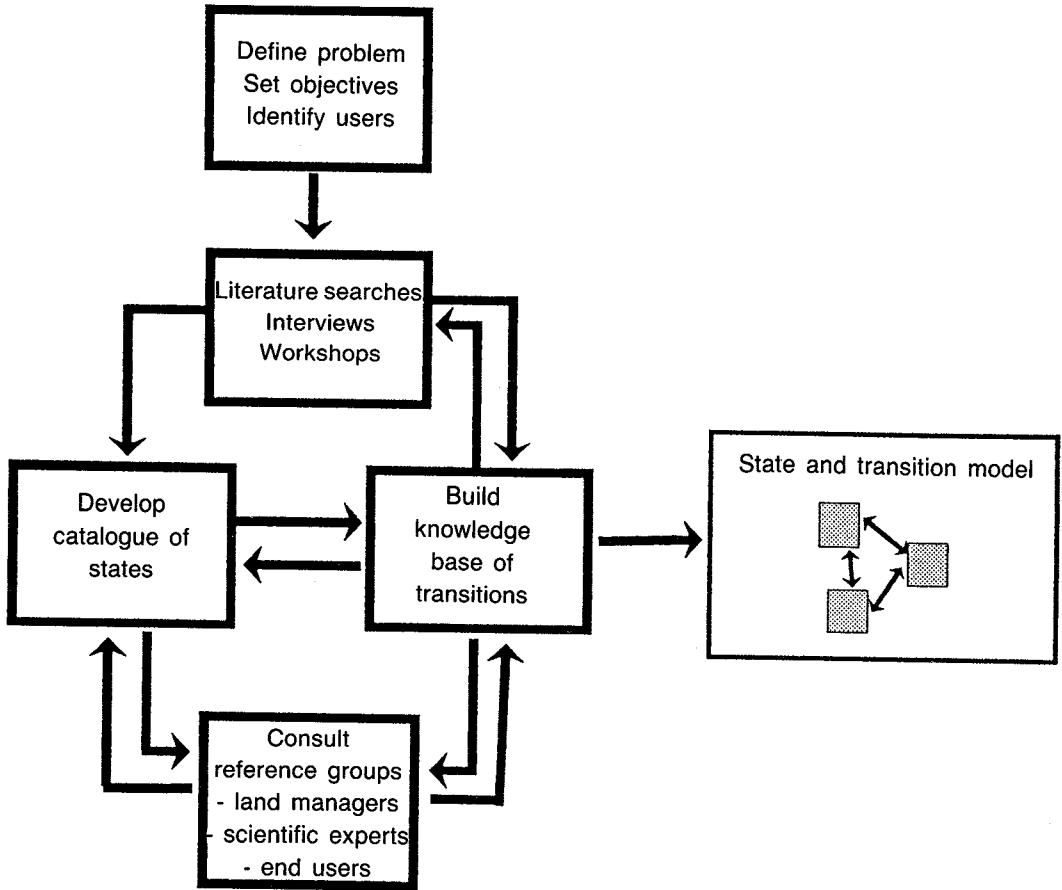 Define problem
Set objectives
Identify users
Literature searches
Interviews
Workshops
Develop
catalogue of
states
Build
knowledge
base of
transitions
State and transition model
Consult
reference groups
- land managers
- scientific experts
- end users